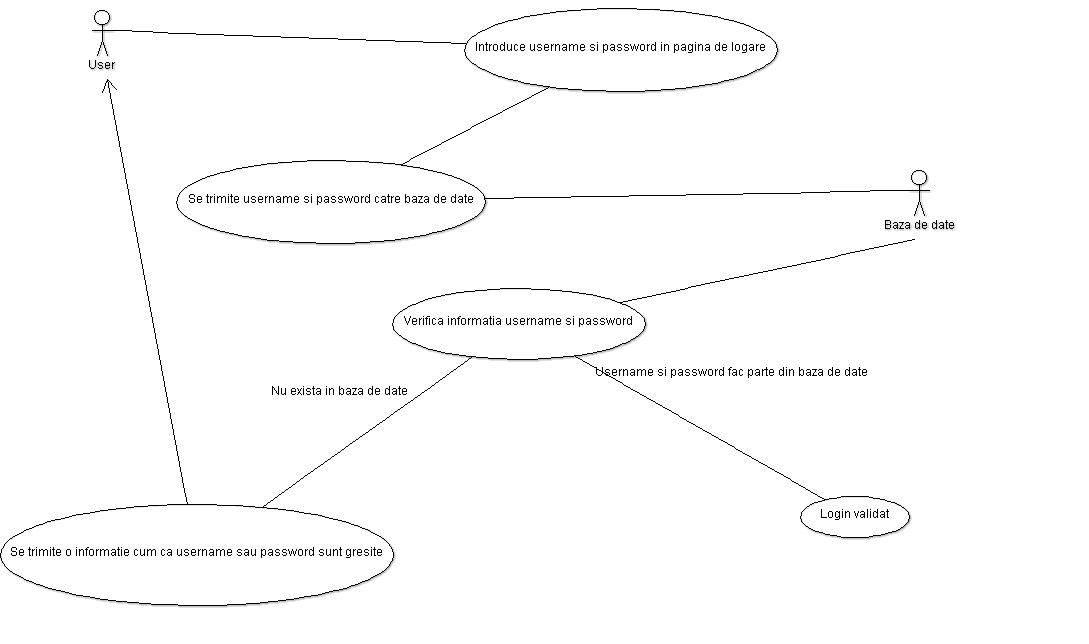 Introduce username si password in pagina de logare
User
Se trimite username si password catre baza de date
Baza de date
Verifica informatia username si password
Username si password fac parte din baza de date
Nu exista in baza de date
Login validat
Se trimite o informatie cum ca username sau password sunt gresite